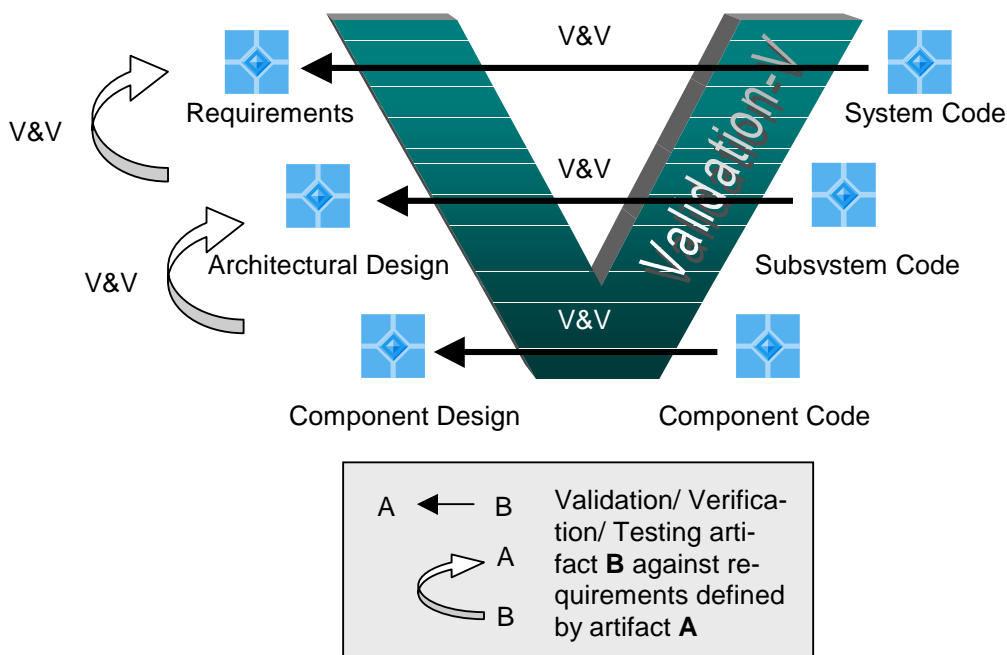 V&V
Requirements
System Code
V&V
Validation-V
V&V
Architectural Design
Subsystem Code
V&V
V&V
Component Design
Component Code
A
B
A
B
Validation/ Verifica-
tion/ Testing arti-
fact B against re-
quirements defined
by artifact A